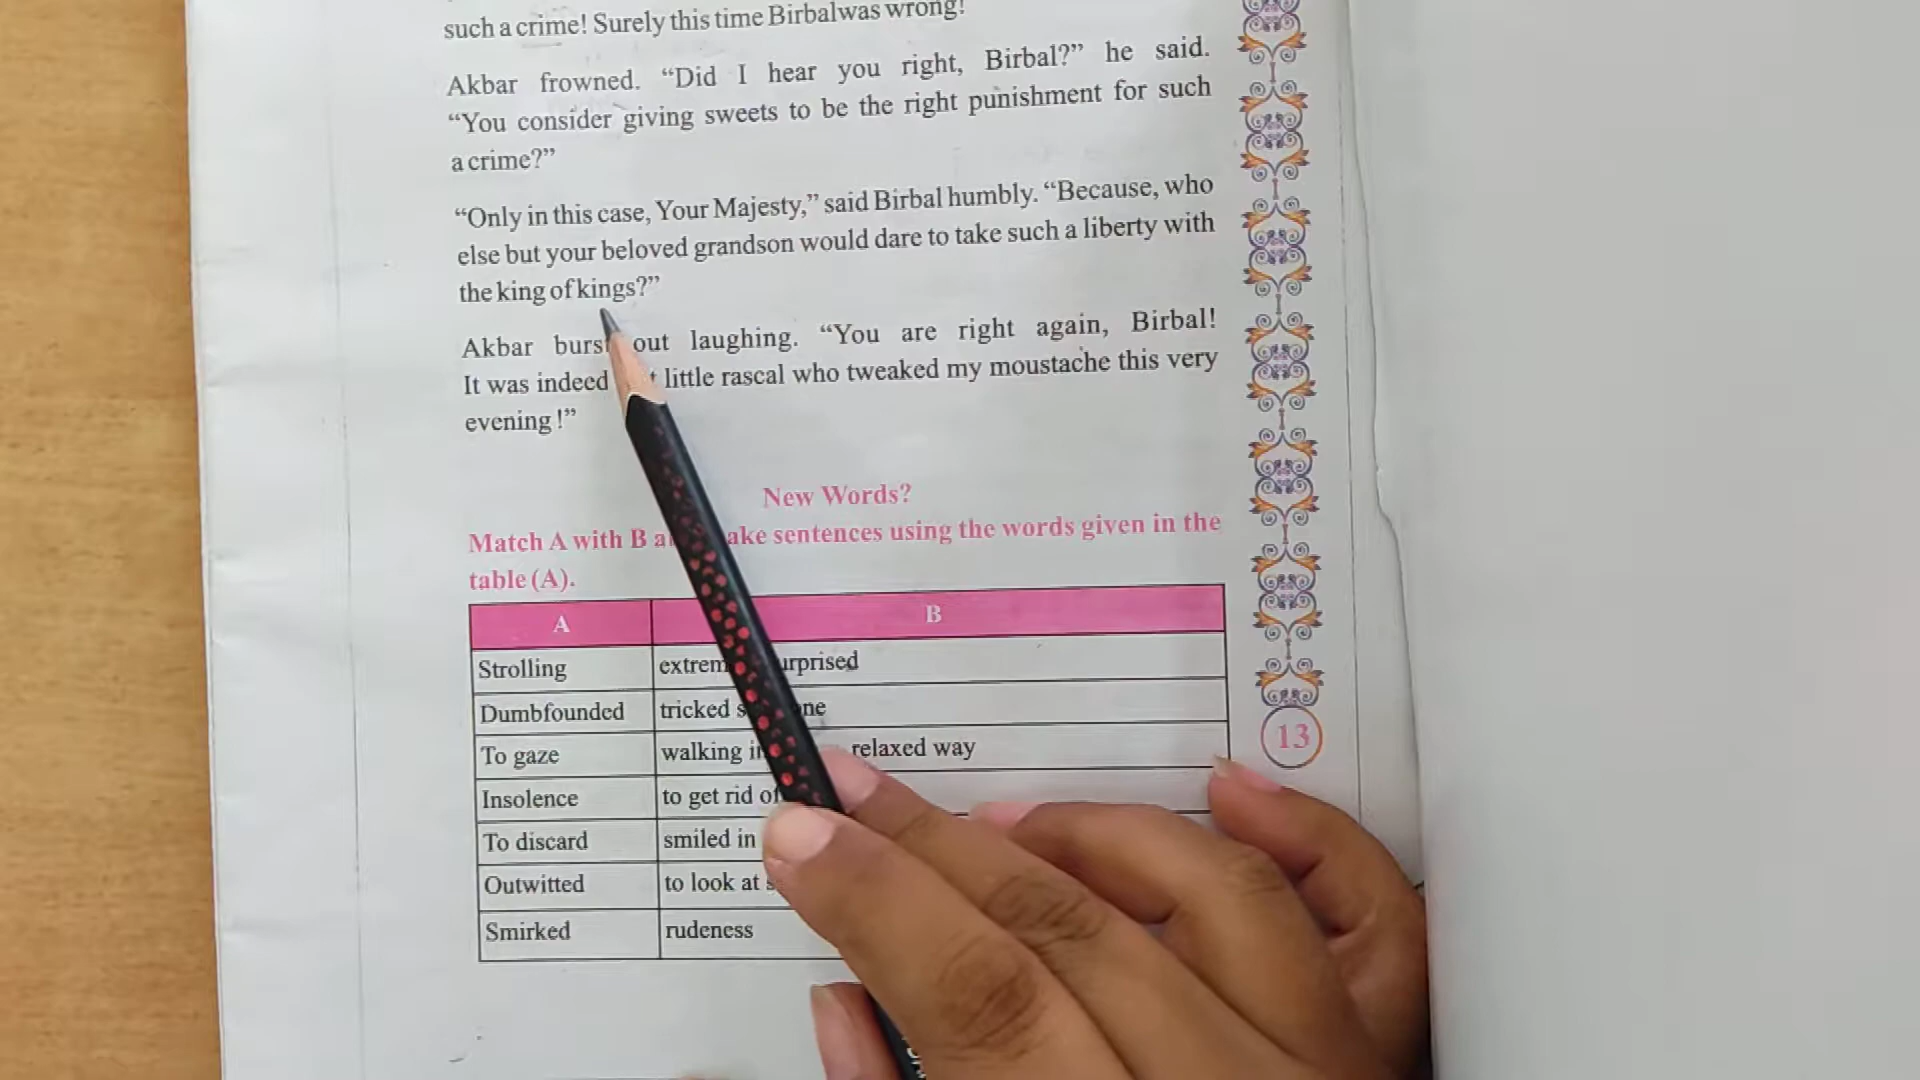 such a crime! Surely this time Birbalwas wrong!
Akbar frowned. “Did I hear you right, Birbal?” he said.
“You consider giving sweets to be the right punishment for such
a crime?”
“Only in this case, Your Majesty,” said Birbal humbly. “Because, who
else but your beloved grandson would dare to take such a liberty with
the king of kings?”
Akbar burst out laughing. “You are right again, Birbal!
It was indeed little rascal who tweaked my moustache this very
evening !”
New Words?
Match A with B sentences using the words given in the
table (A).
A B
Strolling surprised
Dumbfounded tricked
To gaze walking relaxed way
Insolence to get rid of
To discard smiled in
Outwitted to look at
Smirked rudeness
13